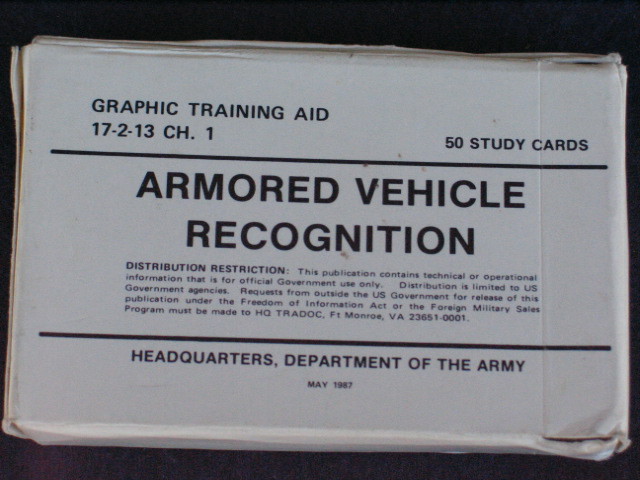 GRAPHIC TRAINING AID
17-2-13 CH. 1
50 STUDY CARDS
ARMORED VEHICLE
RECOGNITION
DISTRIBUTION RESTRICTION: This publication contains technical or operational
information that is for official Government use only. Distribution is limited to US
Government agencies. Requests from outside the US Government for release of this
publication under the Freedom of Information Act or the Foreign Military Sales
Program must be made to HQ TRADOC, Ft Monroe, VA 23651-0001.
HEADQUARTERS, DEPARTMENT OF THE ARMY
MAY 1987